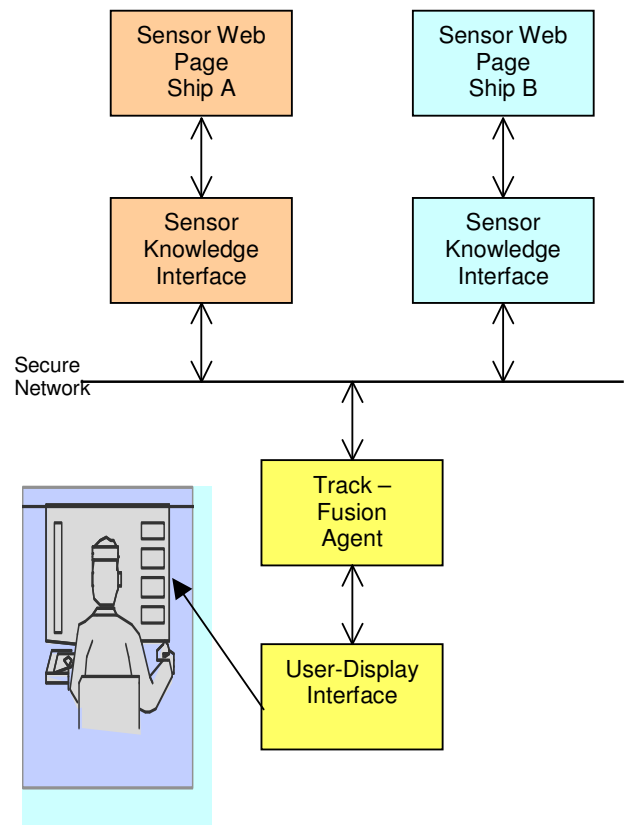 Sensor Web
Page
Ship A
Sensor Web
Page
Ship B
Sensor
Knowledge
Interface
Sensor
Knowledge
Interface
Secure
Network
Track –
Fusion
Agent
User-Display
Interface